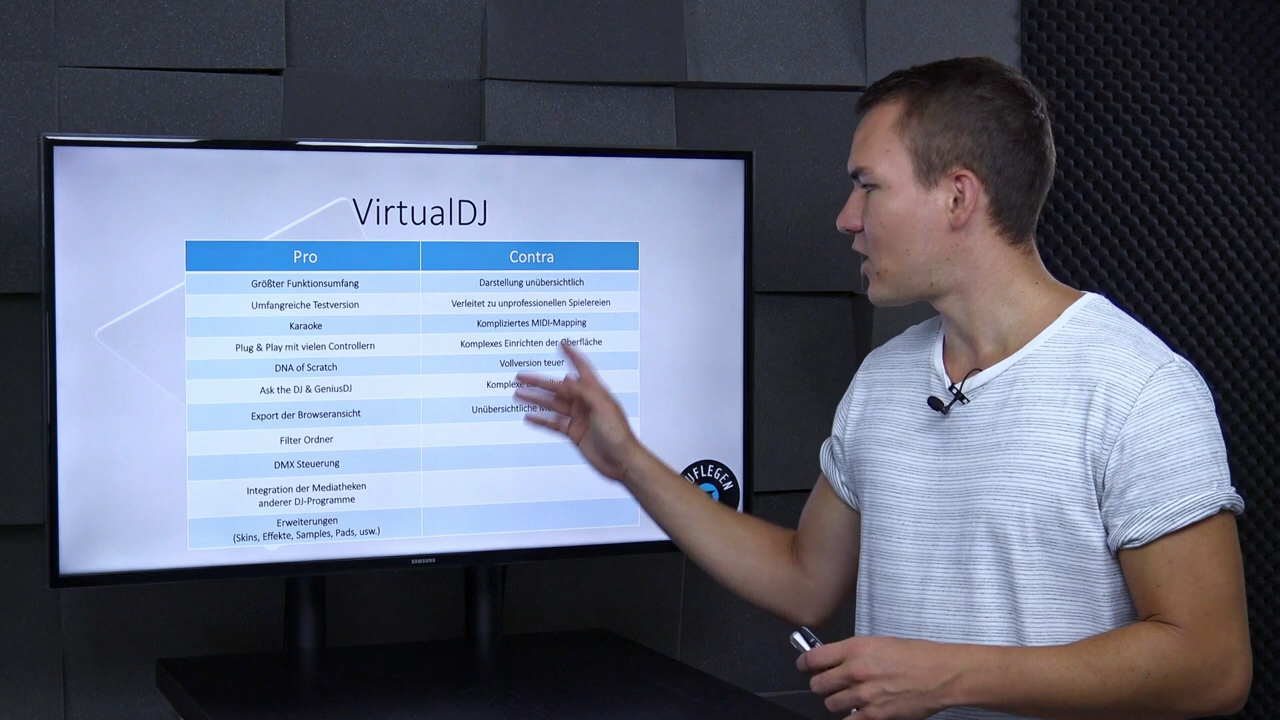 VirtualDJ
Pro
Contra
Größter Funktionsumfang
Darstellung unübersichtlich
Umfangreiche Testversion
Verleitet zu unprofessionellen Spielereien
Karaoke
Kompliziertes MIDI-Mapping
Plug & Play mit vielen Controllern
Komplexes Einrichten der Oberfläche
DNA of Scratch
Vollversion teuer
Ask the DJ & GeniusDJ
Komplexe
Export der Browseransicht
Unübersichtliche
Filter Ordner
DMX Steuerung
Integration der Mediatheken
anderer DJ-Programme
Erweiterungen
(Skins, Effekte, Samples, Pads, usw.)
UFLEGEN
SAMSUNG